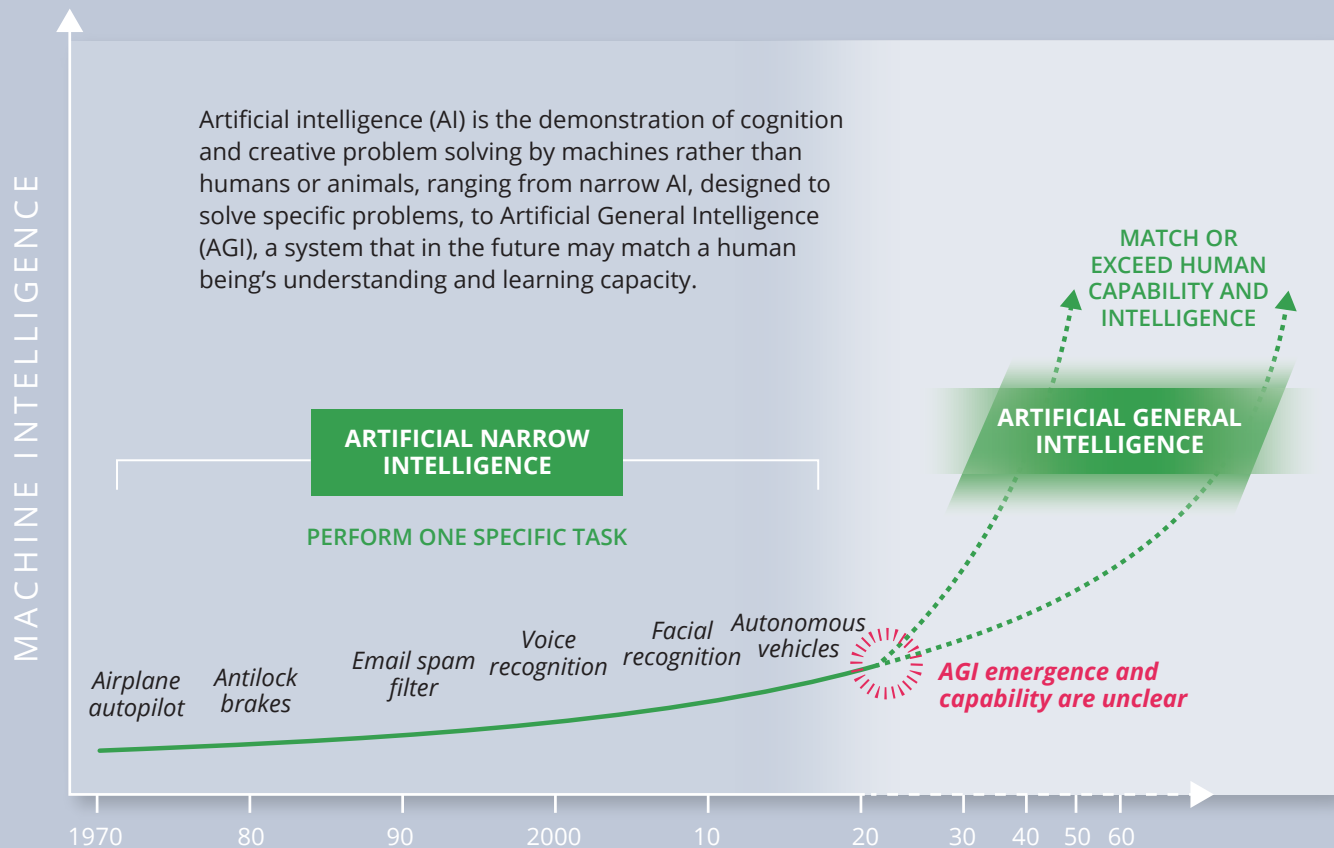 MACHINE INTELLIGENCE
Artificial intelligence (AI) is the demonstration of cognition
and creative problem solving by machines rather than
humans or animals, ranging from narrow AI, designed to
solve specific problems, to Artificial General Intelligence
(AGI), a system that in the future may match a human
being’s understanding and learning capacity.
MATCH OR
EXCEED HUMAN
CAPABILITY AND
INTELLIGENCE
ARTIFICIAL GENERAL
INTELLIGENCE
ARTIFICIAL NARROW
INTELLIGENCE
PERFORM ONE SPECIFIC TASK
Airplane
autopilot
Antilock
brakes
Email spam
filter
Voice
recognition
Facial
recognition
Autonomous
vehicles
AGI emergence and
capability are unclear
1970 80 90 2000 10 20 30 40 50 60